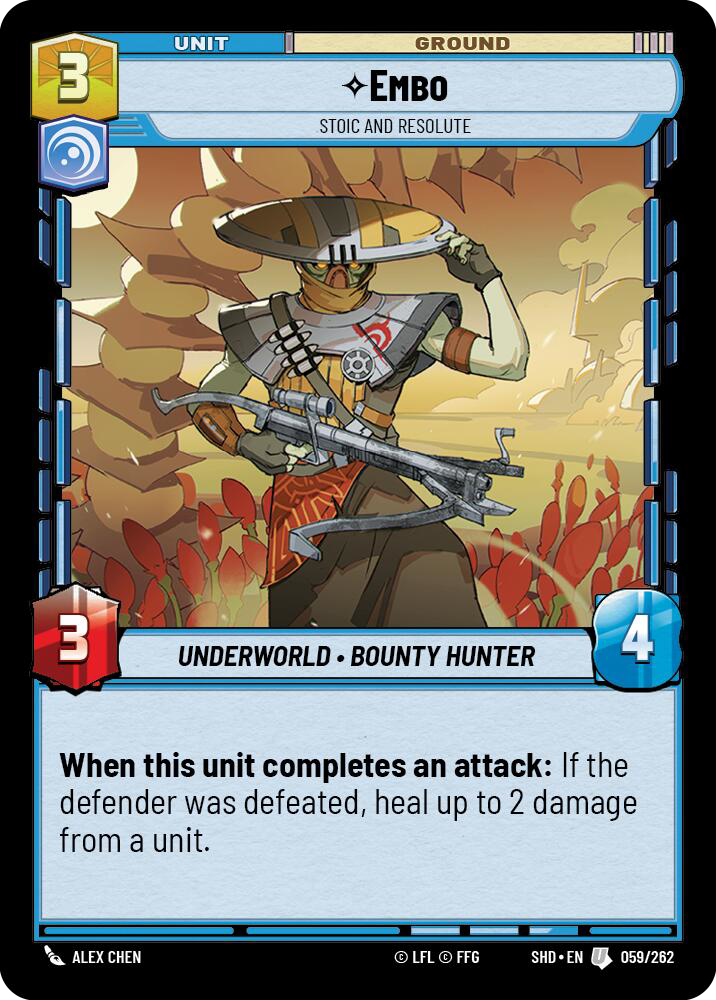 UNIT
GROUND
3
✧EMBO
STOIC AND RESOLUTE
3
UNDERWORLD • BOUNTY HUNTER
4
When this unit completes an attack: If the
defender was defeated, heal up to 2 damage
from a unit.
ALEX CHEN
© LFL © FFG
SHD • EN
U
059/262